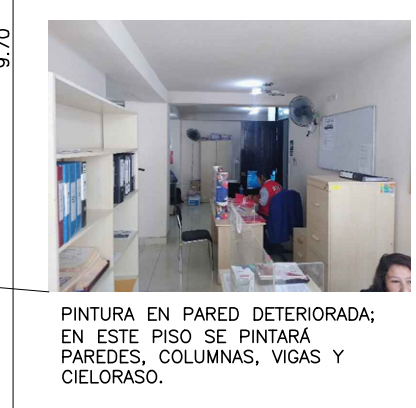 9.70
PINTURA EN PARED DETERIORADA;
EN ESTE PISO SE PINTARÁ
PAREDES, COLUMNAS, VIGAS Y
CIELORASO.